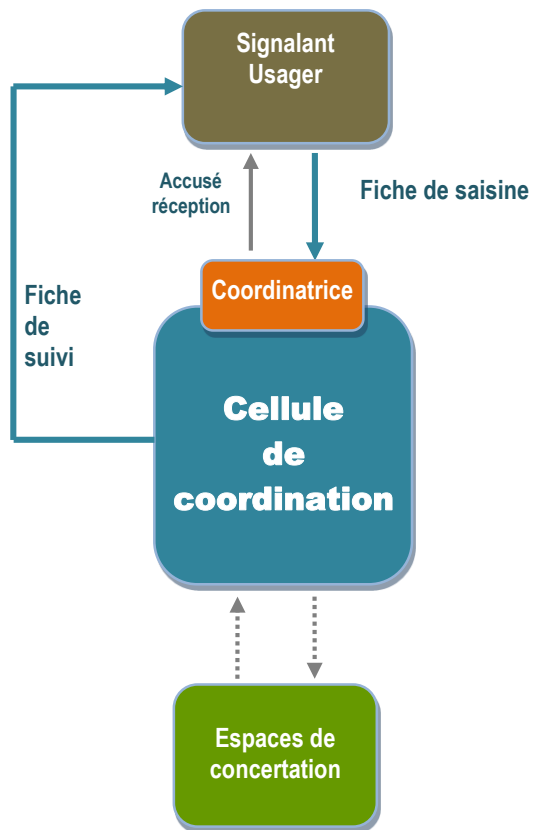 Signalant
Usager
Accusé
réception
Fiche de saisine
Coordinatrice
Fiche
de
suivi
Cellule
de
coordination
Espaces de
concertation